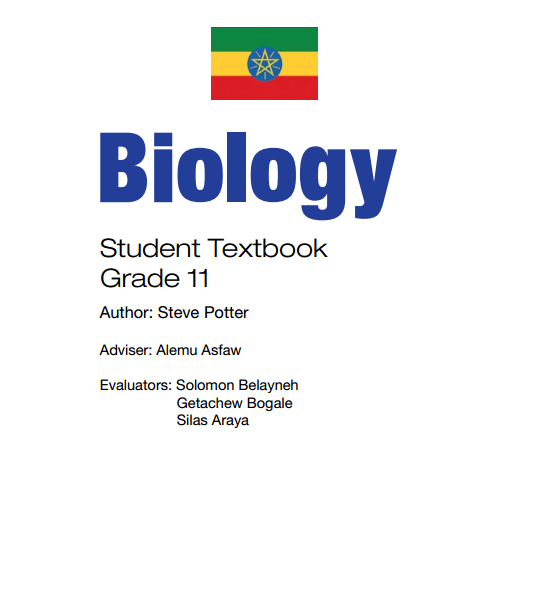 Biology
Student Textbook
Grade 11
Author: Steve Potter
Adviser: Alemu Asfaw
Evaluators: Solomon Belayneh
Getachew Bogale
Silas Araya